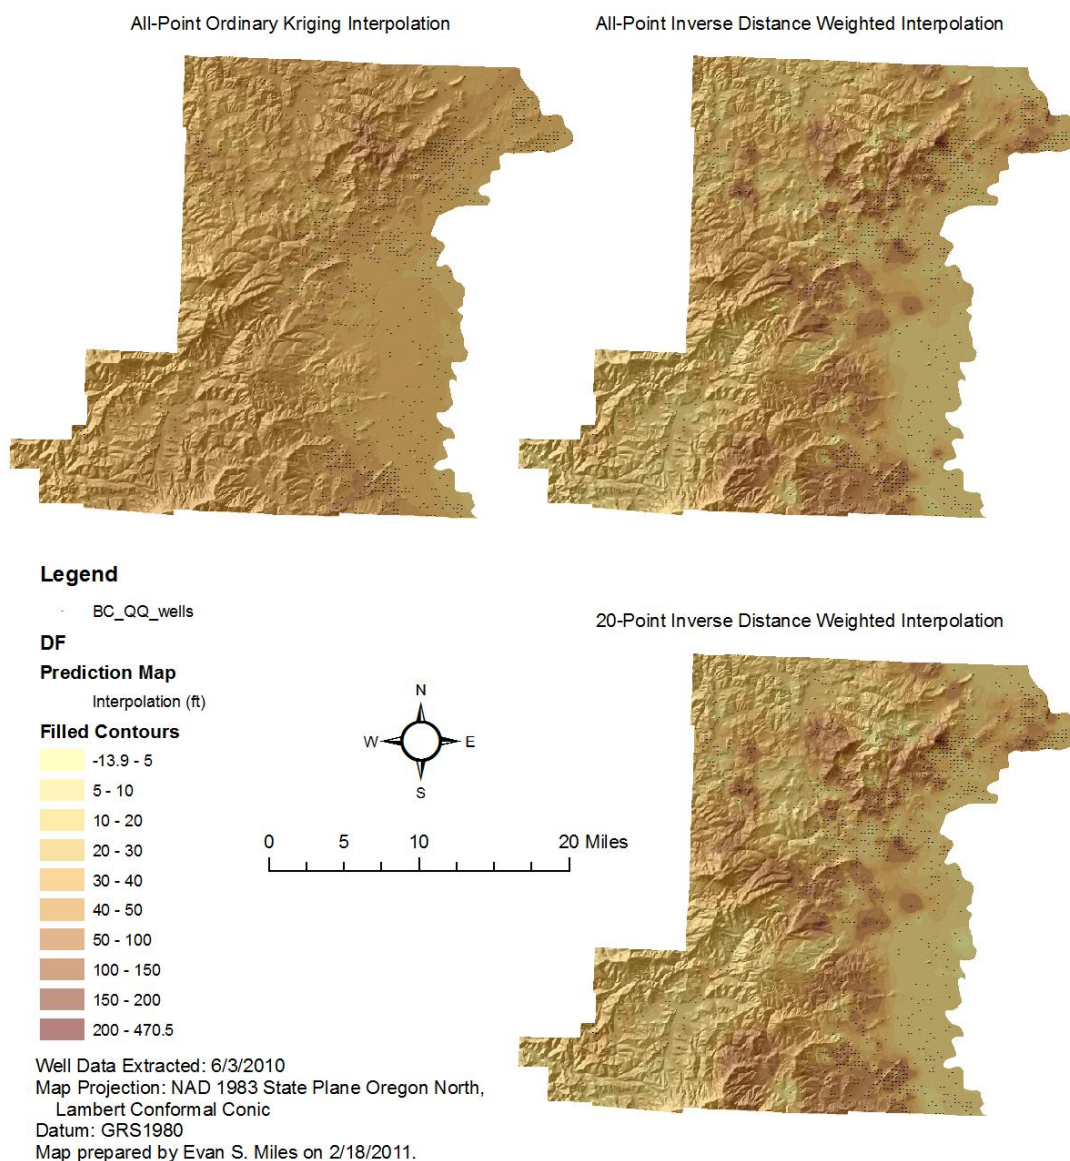 All-Point Ordinary Kriging Interpolation
All-Point Inverse Distance Weighted Interpolation
Legend
BC_QQ_wells
DF
Prediction Map
Interpolation (ft)
Filled Contours
-13.9 - 5
5 - 10
10 - 20
20 - 30
30 - 40
40 - 50
50 - 100
100 - 150
150 - 200
200 - 470.5
N
W
E
S
0 5 10 20 Miles
20-Point Inverse Distance Weighted Interpolation
Well Data Extracted: 6/3/2010
Map Projection: NAD 1983 State Plane Oregon North,
Lambert Conformal Conic
Datum: GRS1980
Map prepared by Evan S. Miles on 2/18/2011.